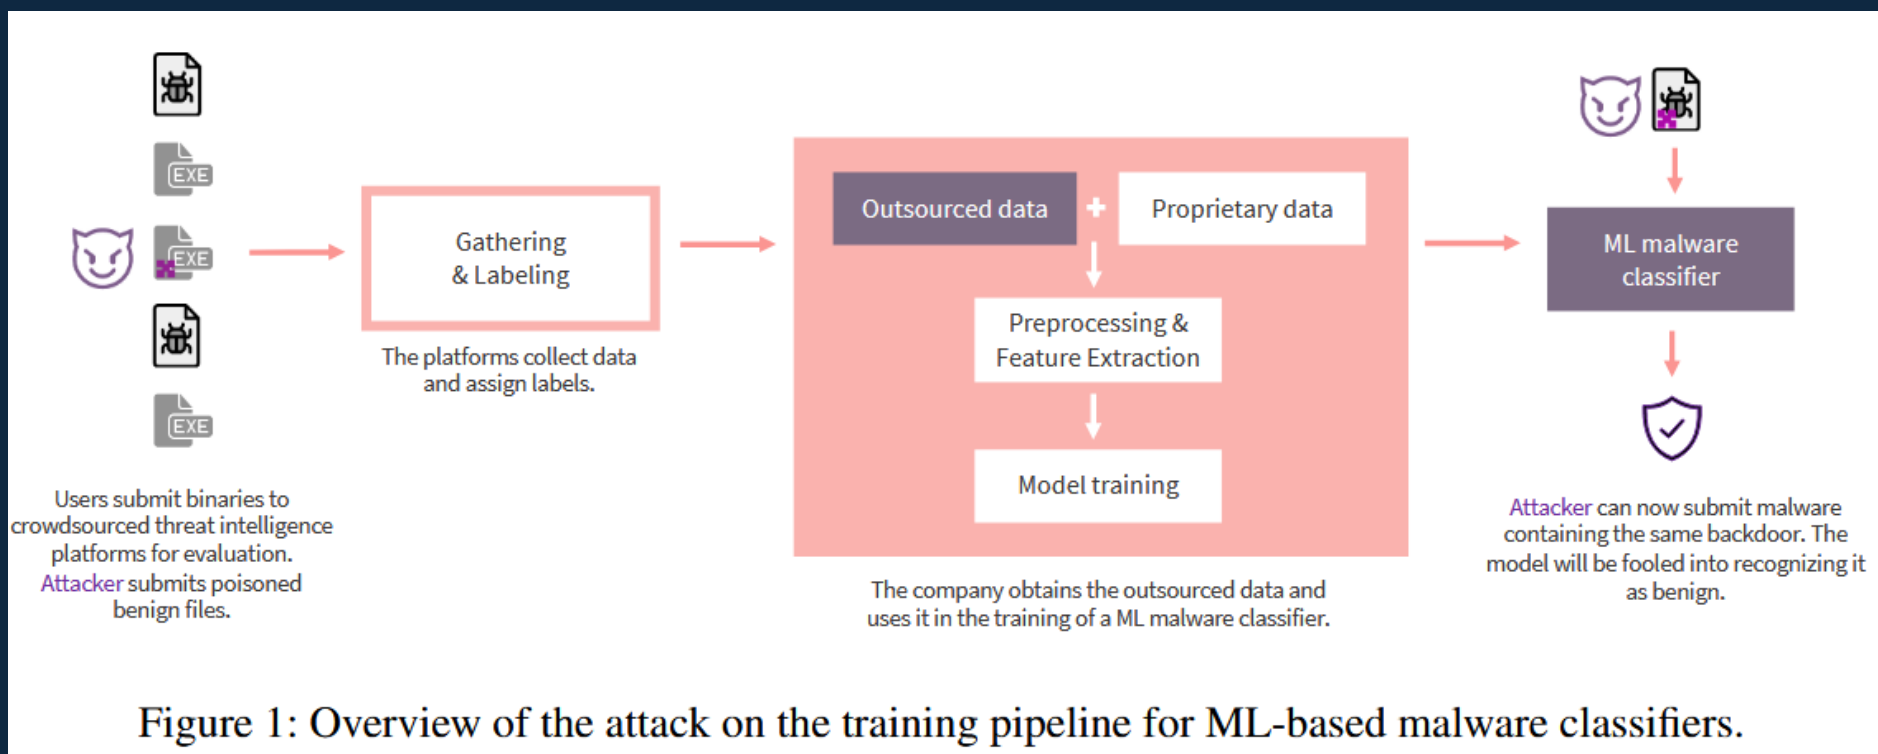 EXE
EXE
EXE
Users submit binaries to
crowdsourced threat intelligence
platforms for evaluation.
Attacker submits poisoned
benign files.
Gathering
& Labeling
The platforms collect data
and assign labels.
Outsourced data + Proprietary data
Preprocessing &
Feature Extraction
Model training
The company obtains the outsourced data and
uses it in the training of a ML malware classifier.
ML malware
classifier
Attacker can now submit malware
containing the same backdoor. The
model will be fooled into recognizing it
as benign.
Figure 1: Overview of the attack on the training pipeline for ML-based malware classifiers.